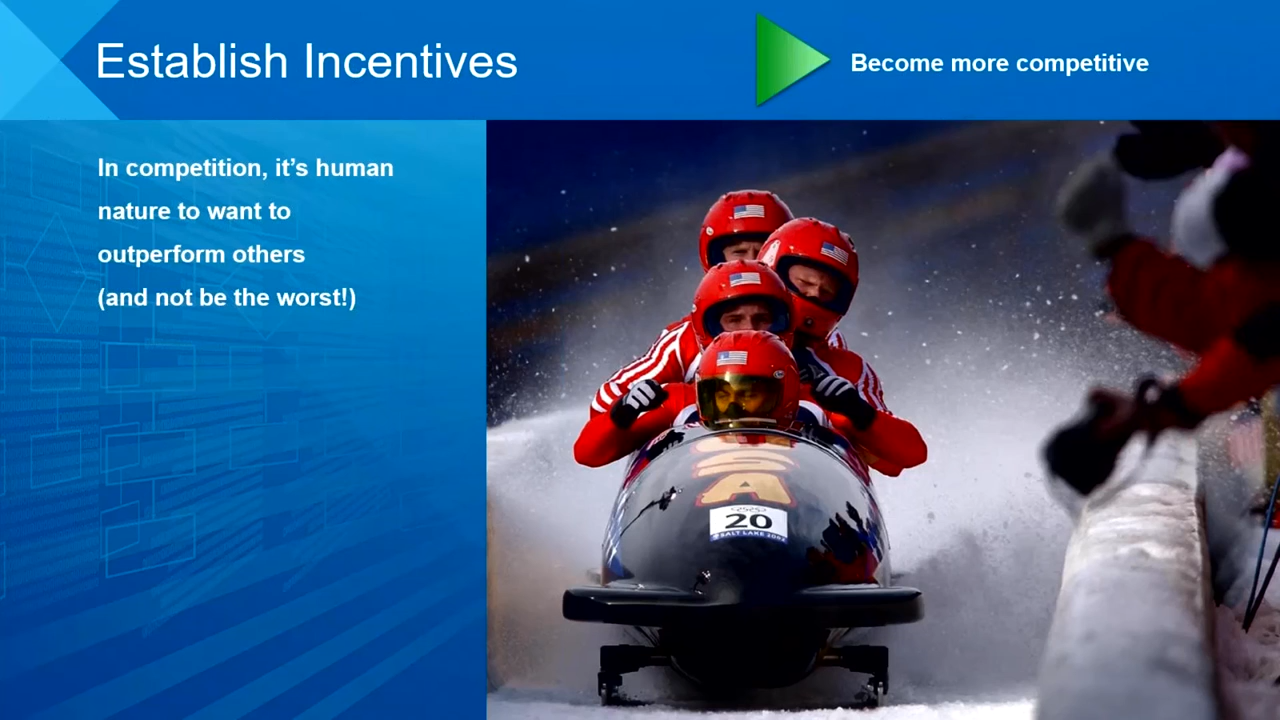 Establish Incentives
Become more competitive
In competition, it’s human
nature to want to
outperform others
(and not be the worst!)
USA
20
SALT LAKE 2002